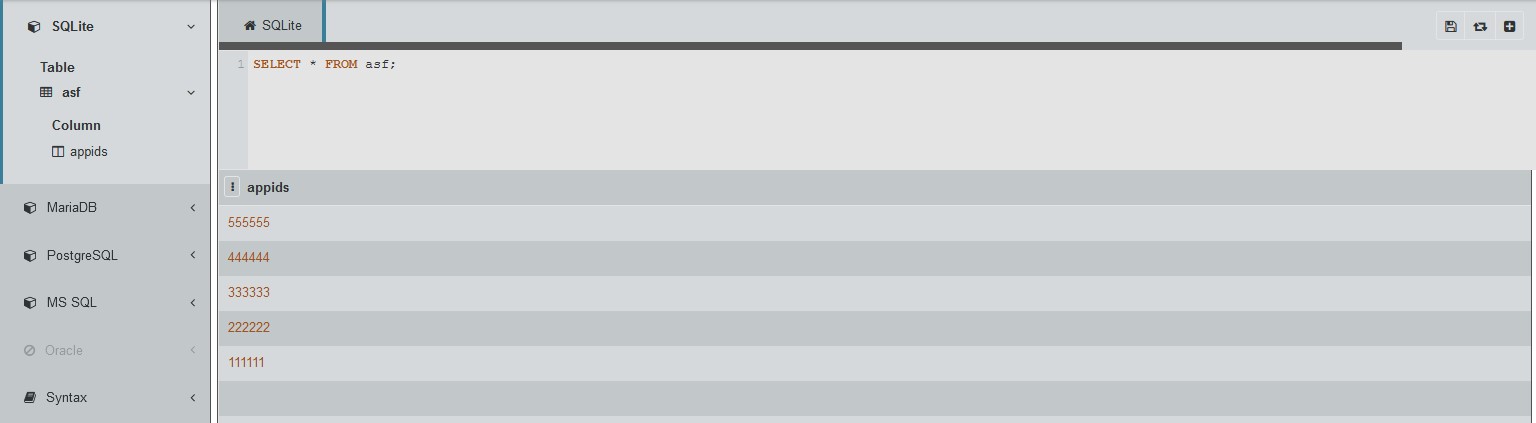 SQLite
Table
asf
Column
appids
MariaDB
PostgreSQL
MS SQL
Oracle
Syntax
SQLite
1 SELECT * FROM asf;
appids
555555
444444
333333
222222
111111